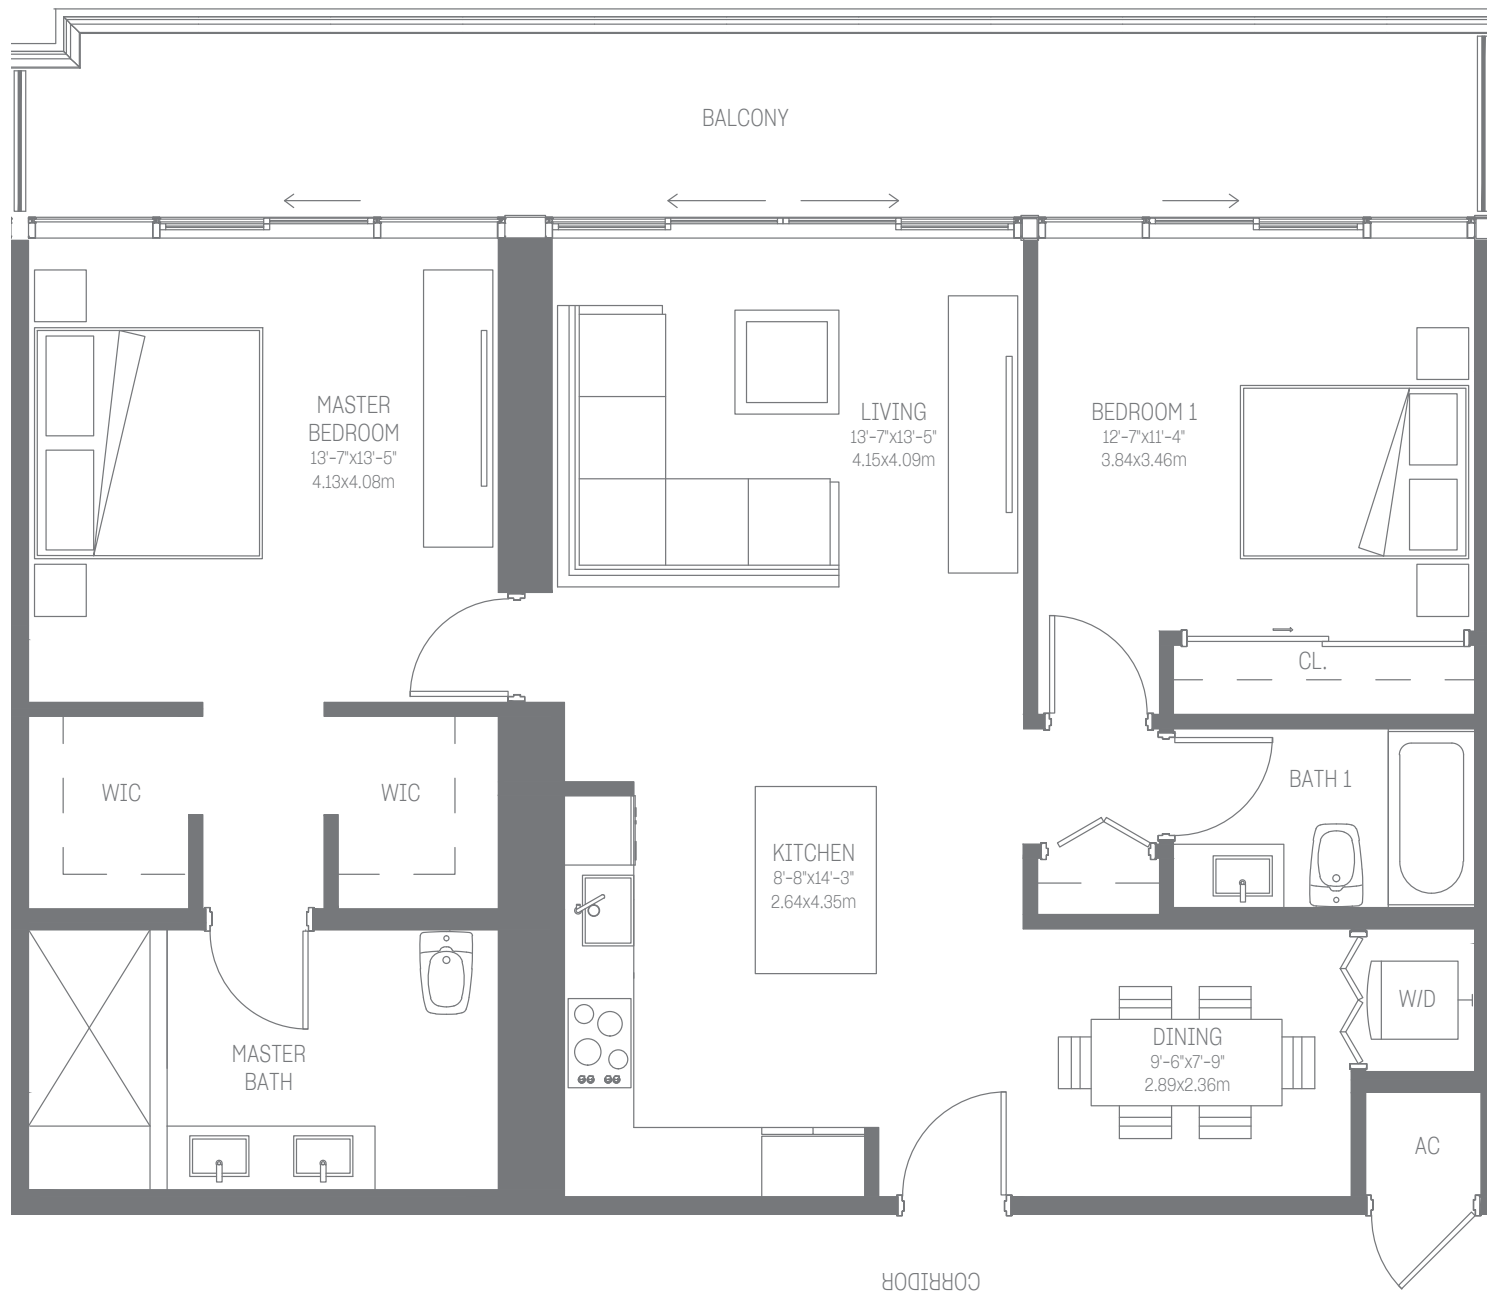 BALCONY
MASTER
BEDROOM
13'-7"x13'-5"
4.13x4.08m
LIVING
13'-7"x13'-5"
4.15x4.09m
BEDROOM 1
12'-7"x11'-4"
3.84x3.46m
CL.
WIC
WIC
BATH 1
KITCHEN
8'-8"x14'-3"
2.64x4.35m
W/D
MASTER
BATH
DINING
9'-6"x7'-9"
2.89x2.36m
AC
CORRIDOR